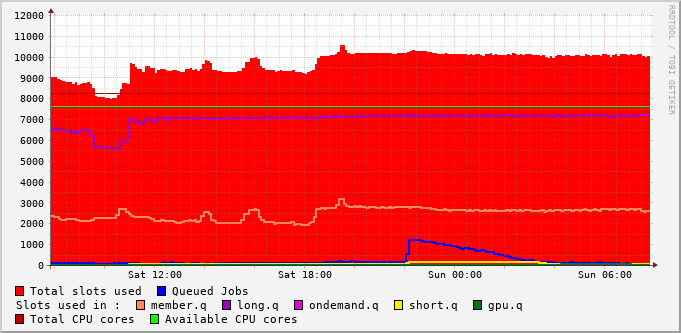 12000
11000
10000
9000
8000
7000
6000
5000
4000
3000
2000
1000
0
Sat 12:00 Sat 18:00 Sun 00:00 Sun 06:00
Total slots used Queued Jobs
Slots used in : member.q long.q ondemand.q short.q gpu.q
Total CPU cores Available CPU cores
RRDTOOL / TOBI OETIKER